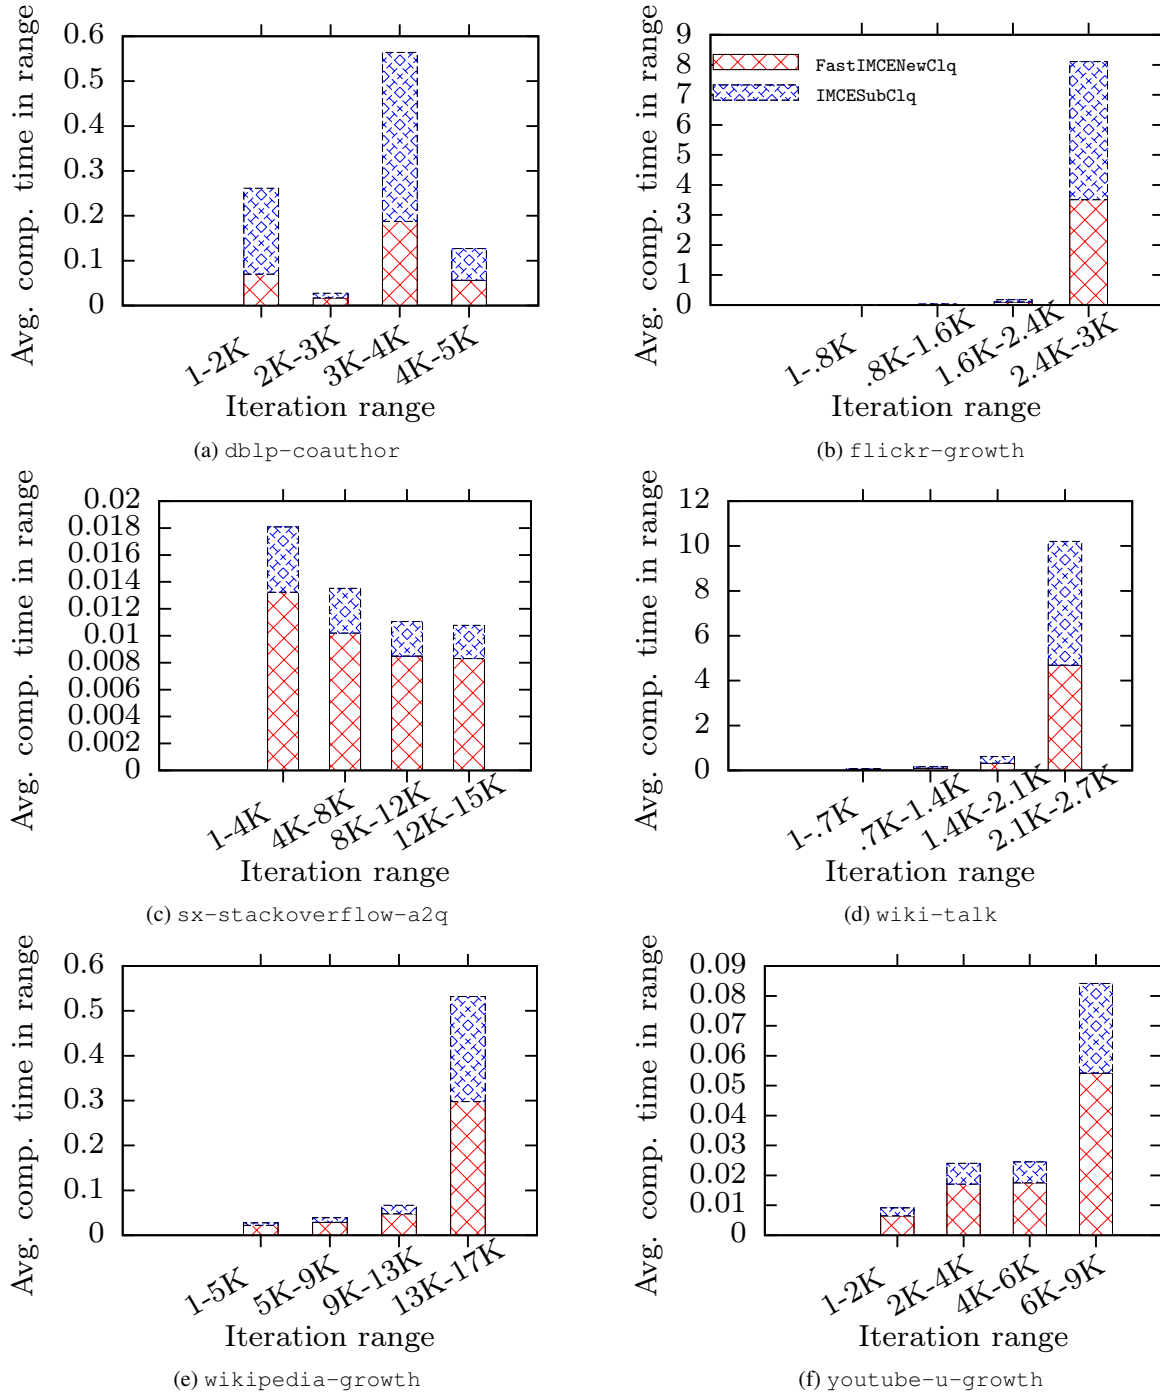 0.6
0.5
0.4
0.3
0.2
0.1
0
Avg. comp. time in range
1-2K
2K-3K
3K-4K
4K-5K
Iteration range
(a) dblp-coauthor
9
8
7
6
5
4
3
2
1
0
Avg. comp. time in range
FastIMCENewClq
IMCESubClq
1-.8K
.8K-1.6K
1.6K-2.4K
2.4K-3K
Iteration range
(b) flickr-growth
0.02
0.018
0.016
0.014
0.012
0.01
0.008
0.006
0.004
0.002
0
Avg. comp. time in range
1-4K
4K-8K
8K-12K
12K-15K
Iteration range
(c) sx-stackoverflow-a2q
12
10
8
6
4
2
0
Avg. comp. time in range
1-.7K
.7K-1.4K
1.4K-2.1K
2.1K-2.7K
Iteration range
(d) wiki-talk
0.6
0.5
0.4
0.3
0.2
0.1
0
Avg. comp. time in range
1-5K
5K-9K
9K-13K
13K-17K
Iteration range
(e) wikipedia-growth
0.09
0.08
0.07
0.06
0.05
0.04
0.03
0.02
0.01
0
Avg. comp. time in range
1-2K
2K-4K
4K-6K
6K-9K
Iteration range
(f) youtube-u-growth